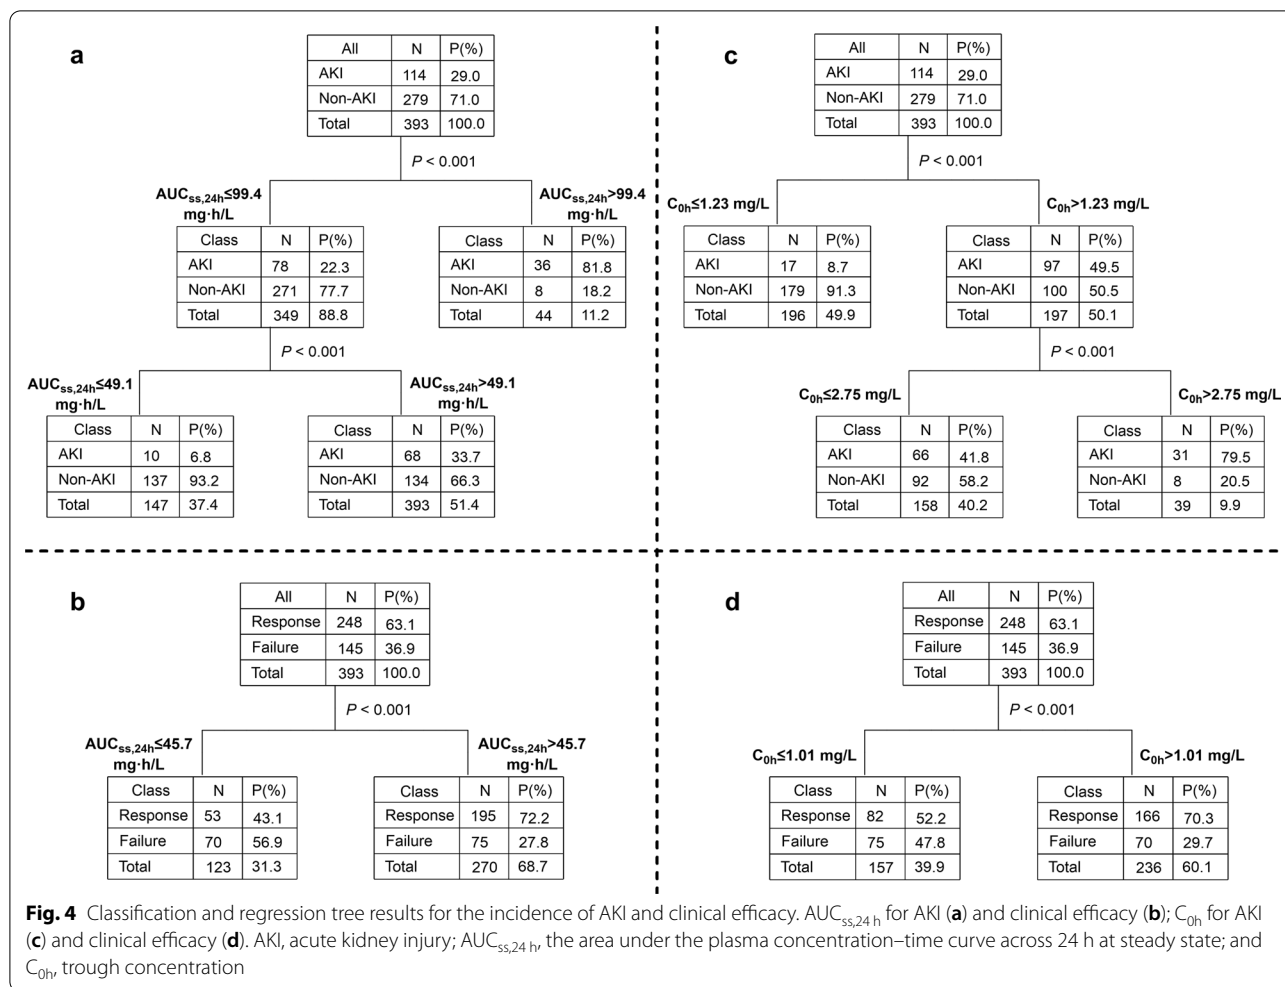 a
All N P(%)
AKI 114 29.0
Non-AKI 279 71.0
Total 393 100.0
P < 0.001
AUCss,24h≤99.4
mg·h/L
AUCss,24h>99.4
mg·h/L
Class N P(%)
AKI 78 22.3
Non-AKI 271 77.7
Total 349 88.8
Class N P(%)
AKI 36 81.8
Non-AKI 8 18.2
Total 44 11.2
P < 0.001
AUCss,24h≤49.1
mg·h/L
AUCss,24h>49.1
mg·h/L
Class N P(%)
AKI 10 6.8
Non-AKI 137 93.2
Total 147 37.4
Class N P(%)
AKI 68 33.7
Non-AKI 134 66.3
Total 393 51.4
c
All N P(%)
AKI 114 29.0
Non-AKI 279 71.0
Total 393 100.0
P < 0.001
C0h≤1.23 mg/L
C0h>1.23 mg/L
Class N P(%)
AKI 17 8.7
Non-AKI 179 91.3
Total 196 49.9
Class N P(%)
AKI 97 49.5
Non-AKI 100 50.5
Total 197 50.1
P < 0.001
C0h≤2.75 mg/L
C0h>2.75 mg/L
Class N P(%)
AKI 66 41.8
Non-AKI 92 58.2
Total 158 40.2
Class N P(%)
AKI 31 79.5
Non-AKI 8 20.5
Total 39 9.9
b
All N P(%)
Response 248 63.1
Failure 145 36.9
Total 393 100.0
P < 0.001
AUCss,24h≤45.7
mg·h/L
AUCss,24h>45.7
mg·h/L
Class N P(%)
Response 53 43.1
Failure 70 56.9
Total 123 31.3
Class N P(%)
Response 195 72.2
Failure 75 27.8
Total 270 68.7
d
All N P(%)
Response 248 63.1
Failure 145 36.9
Total 393 100.0
P < 0.001
C0h≤1.01 mg/L
C0h>1.01 mg/L
Class N P(%)
Response 82 52.2
Failure 75 47.8
Total 157 39.9
Class N P(%)
Response 166 70.3
Failure 70 29.7
Total 236 60.1
Fig. 4 Classification and regression tree results for the incidence of AKI and clinical efficacy. AUCss,24 h for AKI (a) and clinical efficacy (b); C0h for AKI
(c) and clinical efficacy (d). AKI, acute kidney injury; AUCss,24 h, the area under the plasma concentration–time curve across 24 h at steady state; and
C0h, trough concentration